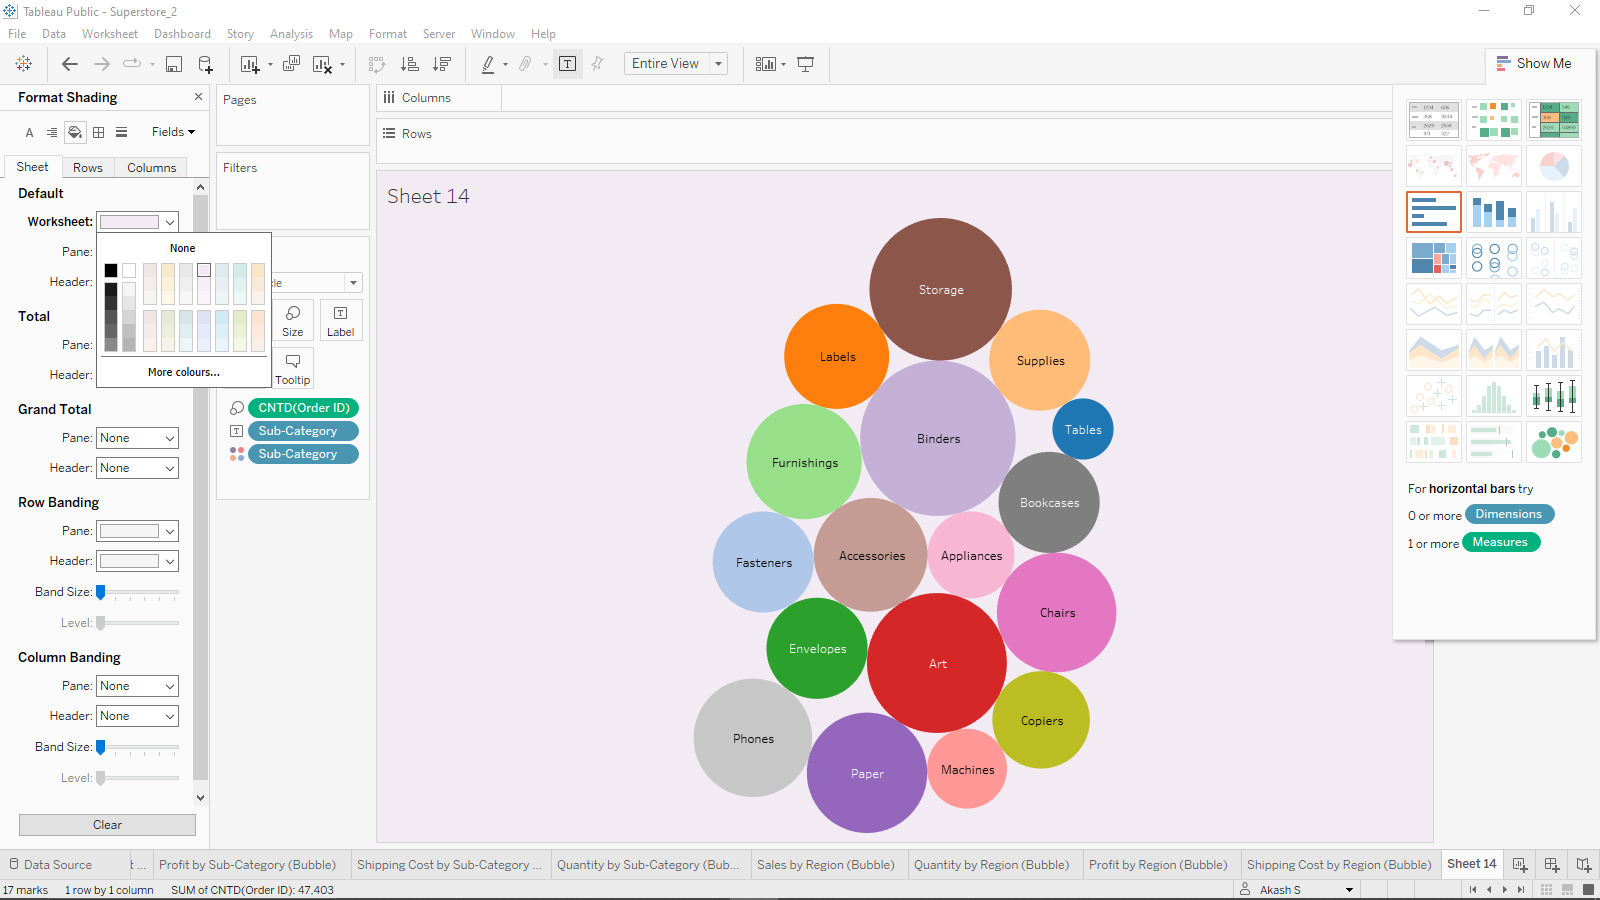 Tableau Public - Superstore_2
File Data Worksheet Dashboard Story Analysis Map Format Server Window Help
Entire View
Show Me
Format Shading
Fields
Sheet Rows Columns
Default
Worksheet:
Pane:
Header:
Total
Pane:
Header:
None
More colours...
Grand Total
Pane: None
Header: None
Row Banding
Pane:
Header:
Band Size:
Level:
Column Banding
Pane: None
Header: None
Band Size:
Level:
Clear
Pages
Filters
cle
Size
Label
Tooltip
CNTD(Order ID)
Sub-Category
Sub-Category
Columns
Rows
Sheet 14
Storage
Labels
Supplies
Tables
Binders
Furnishings
Bookcases
Accessories
Appliances
Fasteners
Chairs
Envelopes
Art
Copiers
Phones
Machines
Paper
For horizontal bars try
0 or more Dimensions
1 or more Measures
Data Source
t ...
Profit by Sub-Category (Bubble)
Shipping Cost by Sub-Category ...
Quantity by Sub-Category (Bub...
Sales by Region (Bubble)
Quantity by Region (Bubble)
Profit by Region (Bubble)
Shipping Cost by Region (Bubble)
Sheet 14
17 marks 1 row by 1 column SUM of CNTD(Order ID): 47,403
Akash S